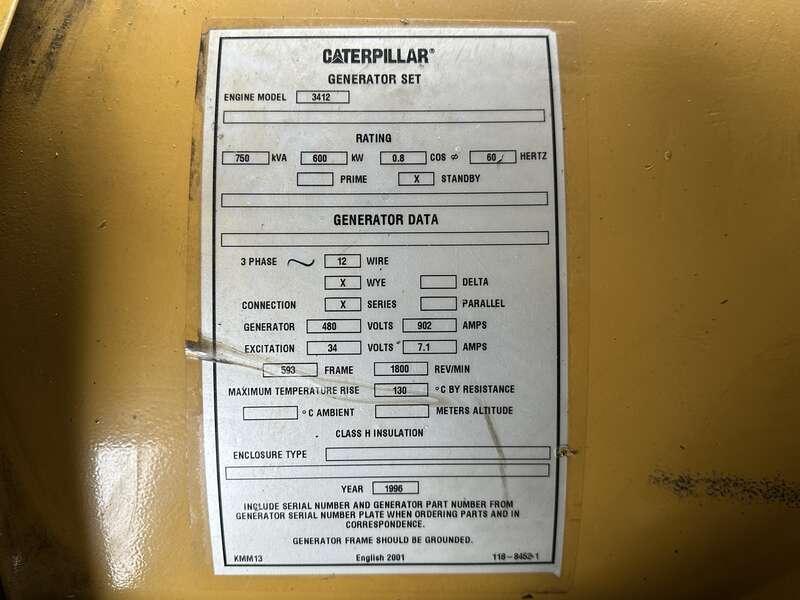 CATERPILLAR®
GENERATOR SET
ENGINE MODEL 3412
RATING
750 kVA 600 kW 0.8 COS ⌀ 60 HERTZ
PRIME X STANDBY
GENERATOR DATA
3 PHASE ~ 12 WIRE
X WYE DELTA
CONNECTION X SERIES PARALLEL
GENERATOR 480 VOLTS 902 AMPS
EXCITATION 34 VOLTS 7.1 AMPS
593 FRAME 1800 REV/MIN
MAXIMUM TEMPERATURE RISE 130 °C BY RESISTANCE
°C AMBIENT METERS ALTITUDE
CLASS H INSULATION
ENCLOSURE TYPE
YEAR 1996
INCLUDE SERIAL NUMBER AND GENERATOR PART NUMBER FROM
GENERATOR SERIAL NUMBER PLATE WHEN ORDERING PARTS AND IN
CORRESPONDENCE.
GENERATOR FRAME SHOULD BE GROUNDED.
KMM13 English 2001 118-8452-1